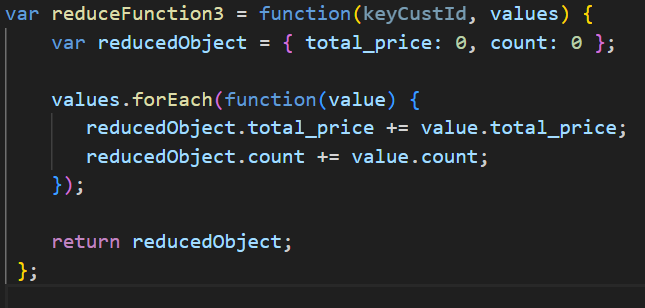 var reduceFunction3 = function(keyCustId, values) {
var reducedObject = { total_price: 0, count: 0 };
values.forEach(function(value) {
reducedObject.total_price += value.total_price;
reducedObject.count += value.count;
});
return reducedObject;
};